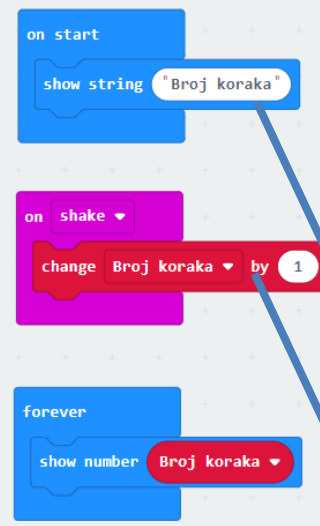 on start
show string "Broj koraka"
on shake
change Broj koraka by 1
forever
show number Broj koraka